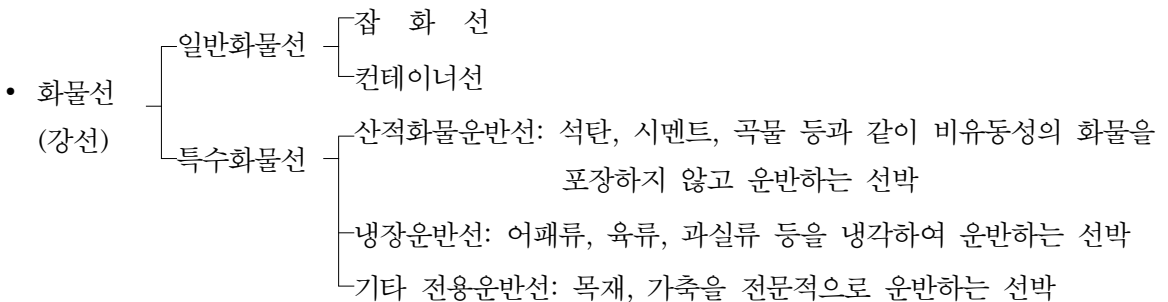 잡 화 선
일반화물선
컨테이너선
• 화물선
(강선)
산적화물운반선: 석탄, 시멘트, 곡물 등과 같이 비유동성의 화물을
특수화물선
포장하지 않고 운반하는 선박
냉장운반선: 어패류, 육류, 과실류 등을 냉각하여 운반하는 선박
기타 전용운반선: 목재, 가축을 전문적으로 운반하는 선박